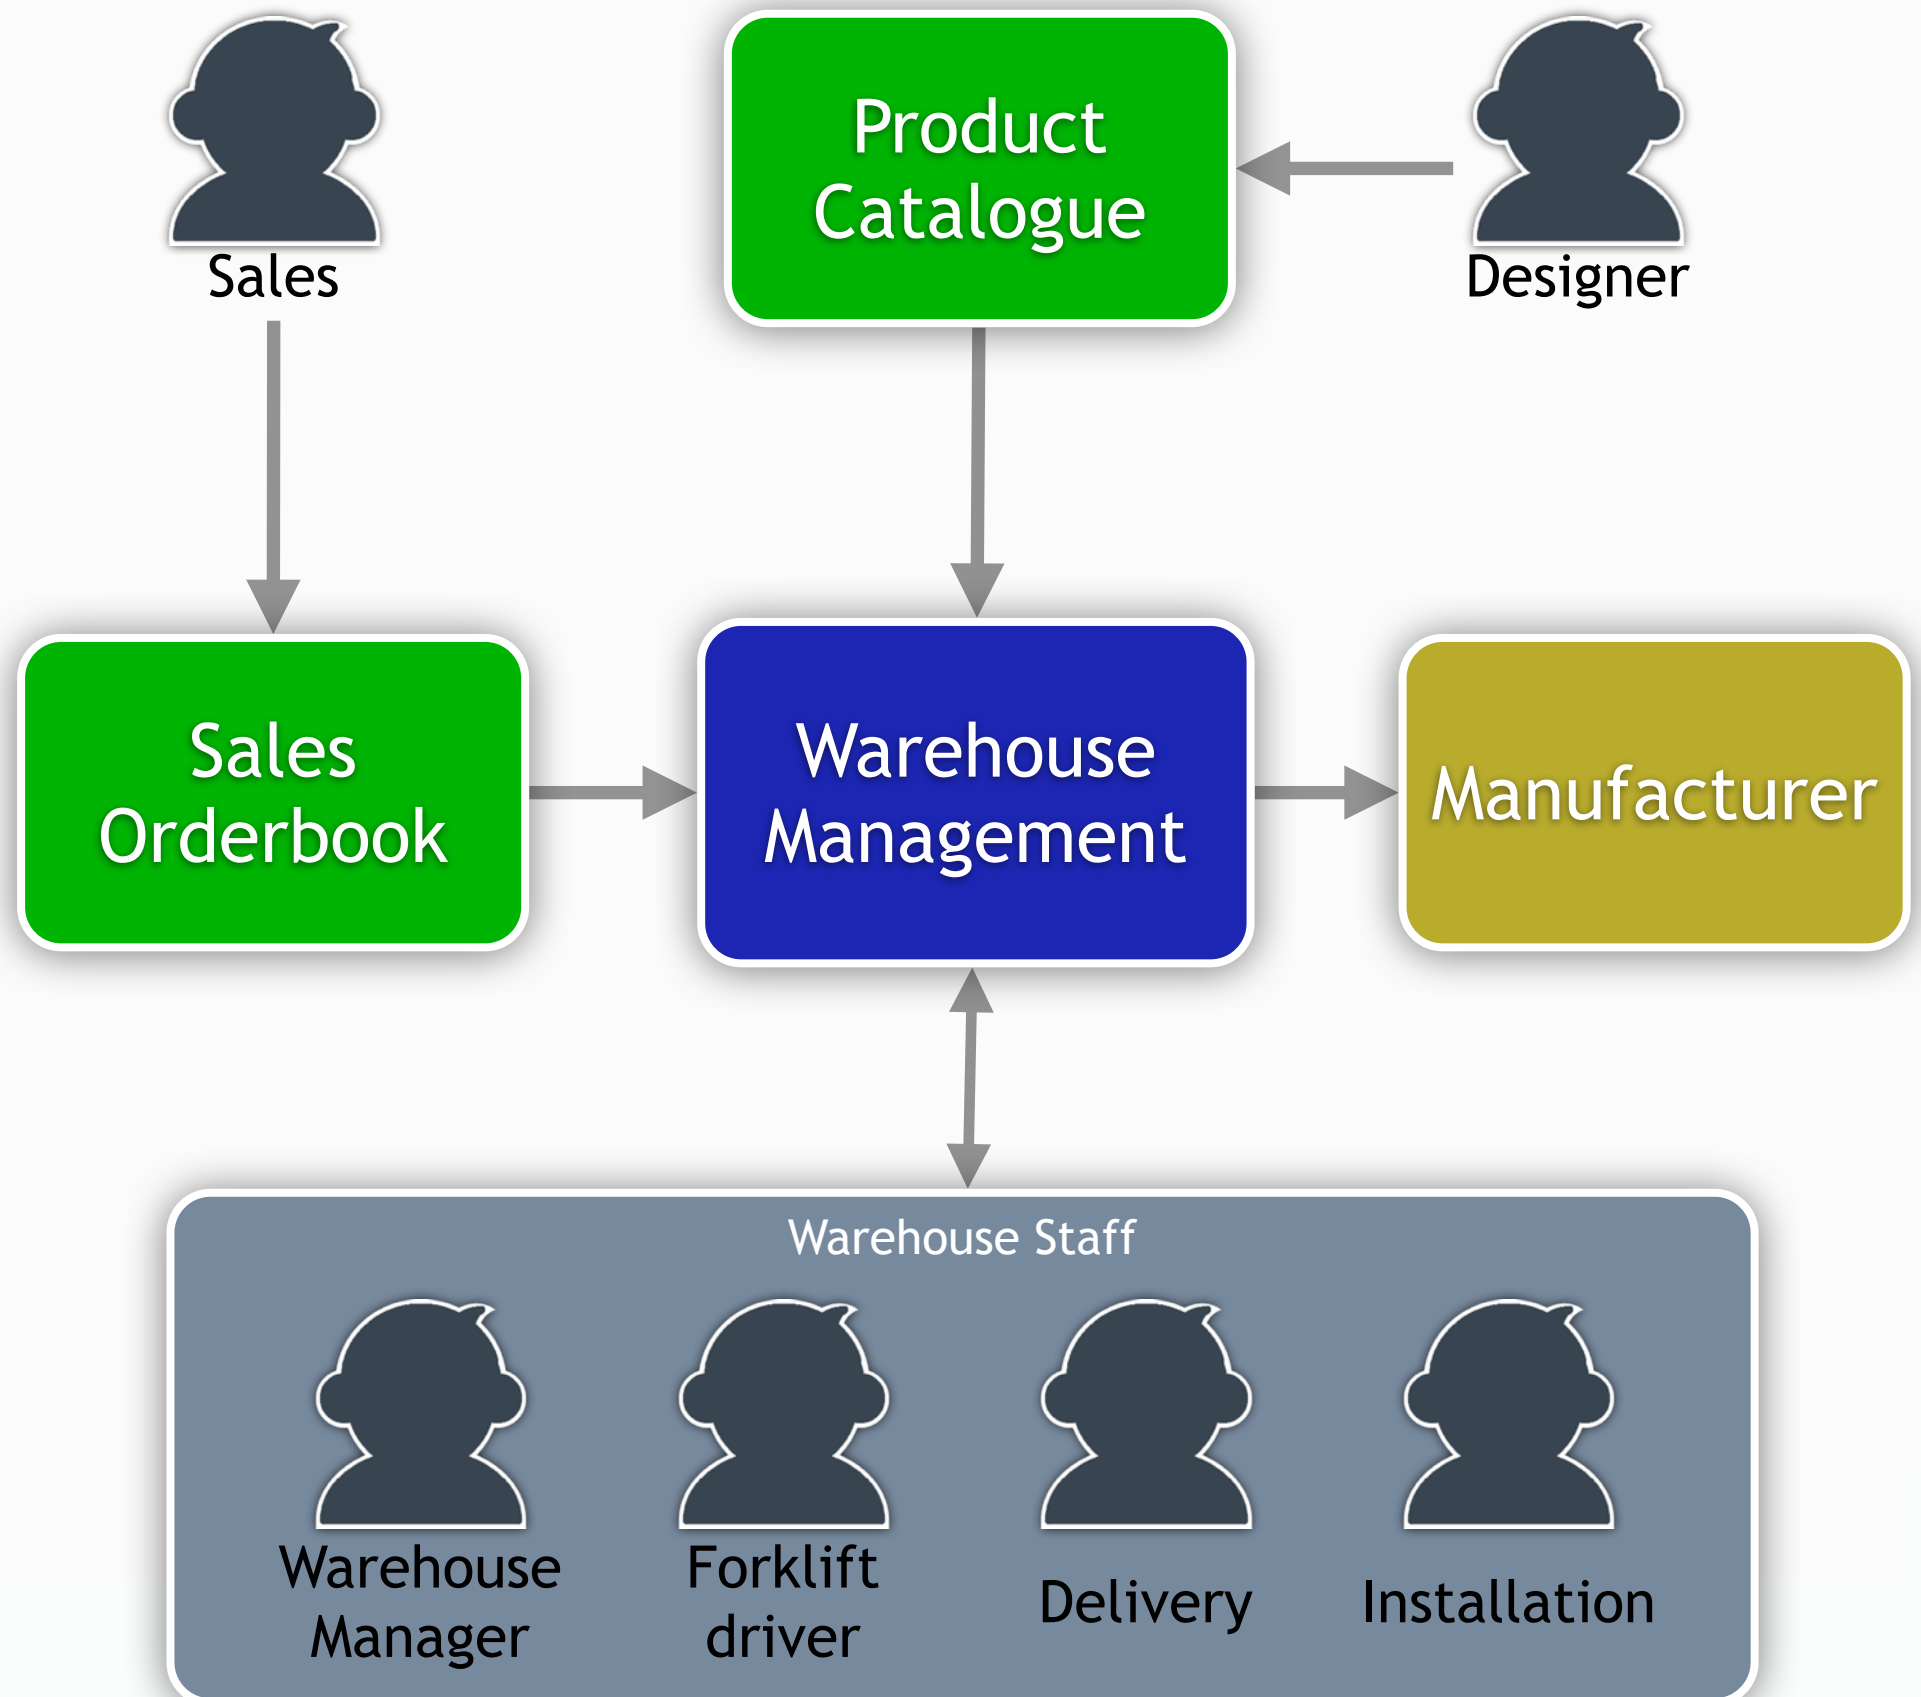 Product
Catalogue
Sales
Designer
Sales
Orderbook
Warehouse
Management
Manufacturer
Warehouse Staff
Warehouse
Manager
Forklift
driver
Delivery
Installation